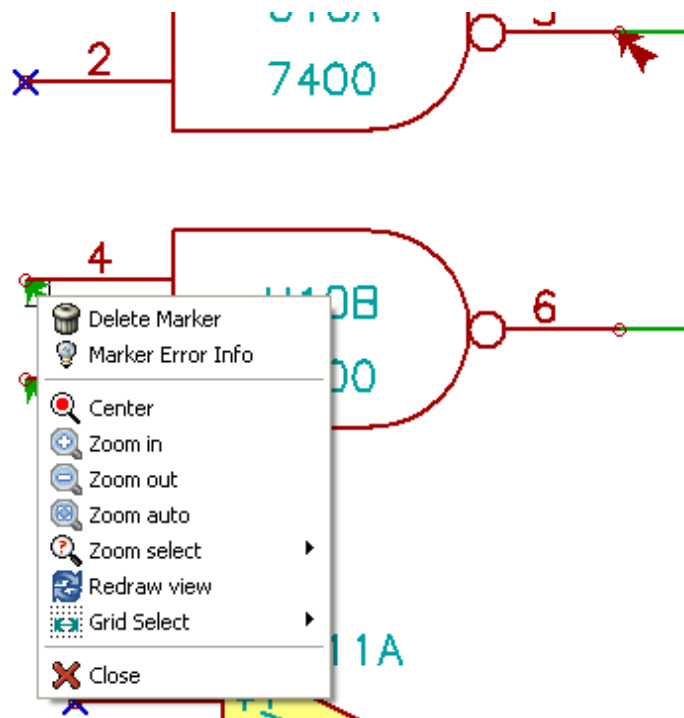 3
2
7400
4
6
Delete Marker
Marker Error Info
Center
Zoom in
Zoom out
Zoom auto
Zoom select
Redraw view
Grid Select
Close